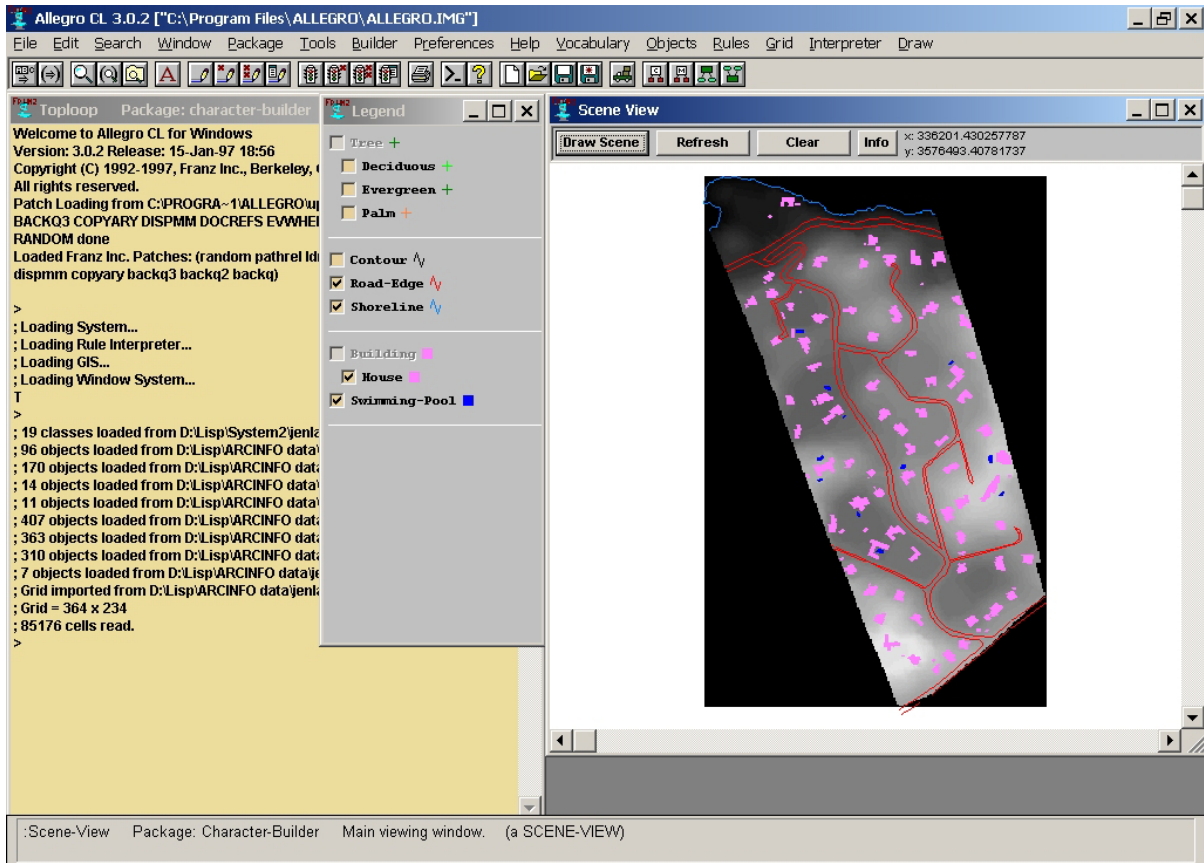 Allegro CL 3.0.2 ["C:\Program Files\ALLEGRO\ALLEGRO.IMG"]
File Edit Search Window Package Tools Builder Preferences Help Vocabulary Objects Rules Grid Interpreter Draw
Toploop Package: character-builder
Welcome to Allegro CL for Windows
Version: 3.0.2 Release: 15-Jan-97 18:56
Copyright (C) 1992-1997, Franz Inc., Berkeley,
All rights reserved.
Patch Loading from C:\PROGRA~1\ALLEGRO\up
BACKQ3 COPYARY DISPMM DOCREFS EVWHEI
RANDOM done
Loaded Franz Inc. Patches: (random pathrel ldr
dispmm copyary backq3 backq2 backq)
>
; Loading System...
; Loading Rule Interpreter...
; Loading GIS...
; Loading Window System...
T
>
; 19 classes loaded from D:\Lisp\System2\jenla
; 96 objects loaded from D:\Lisp\ARCINFO data\
; 170 objects loaded from D:\Lisp\ARCINFO data
; 14 objects loaded from D:\Lisp\ARCINFO data\
; 11 objects loaded from D:\Lisp\ARCINFO data\
; 407 objects loaded from D:\Lisp\ARCINFO data
; 363 objects loaded from D:\Lisp\ARCINFO data
; 310 objects loaded from D:\Lisp\ARCINFO data
; 7 objects loaded from D:\Lisp\ARCINFO data\je
; Grid imported from D:\Lisp\ARCINFO data\jenla
; Grid = 364 x 234
; 85176 cells read.
>
Legend
Tree
Deciduous
Evergreen
Palm
Contour
Road-Edge
Shoreline
Building
House
Swimming-Pool
Scene View
Draw Scene Refresh Clear Info
x: 336201.430257787
y: 3576493.40781737
:Scene-View Package: Character-Builder Main viewing window. (a SCENE-VIEW)